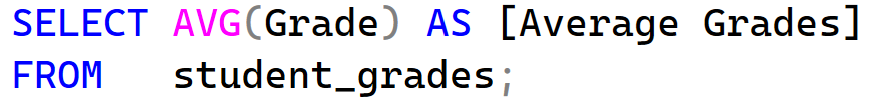 SELECT AVG(Grade) AS [Average Grades]
FROM   student_grades;